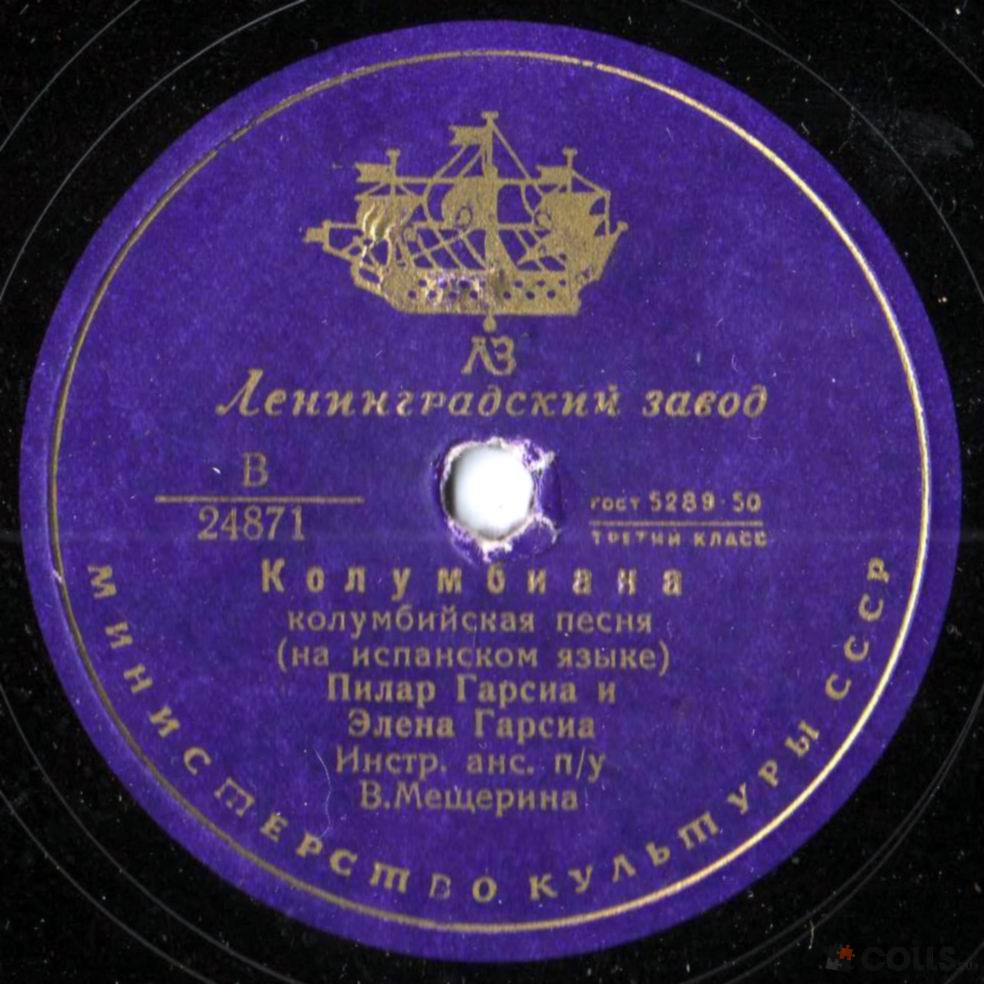 ЛЗ
Ленинградский завод
В
24871
ГОСТ 5289-50
ТРЕТИЙ КЛАСС
Колумбиана
колумбийская песня
(на испанском языке)
Пилар Гарсиа и
Элена Гарсиа
Инстр. анс. п/у
В.Мещерина
МИНИСТЕРСТВО КУЛЬТУРЫ СССР